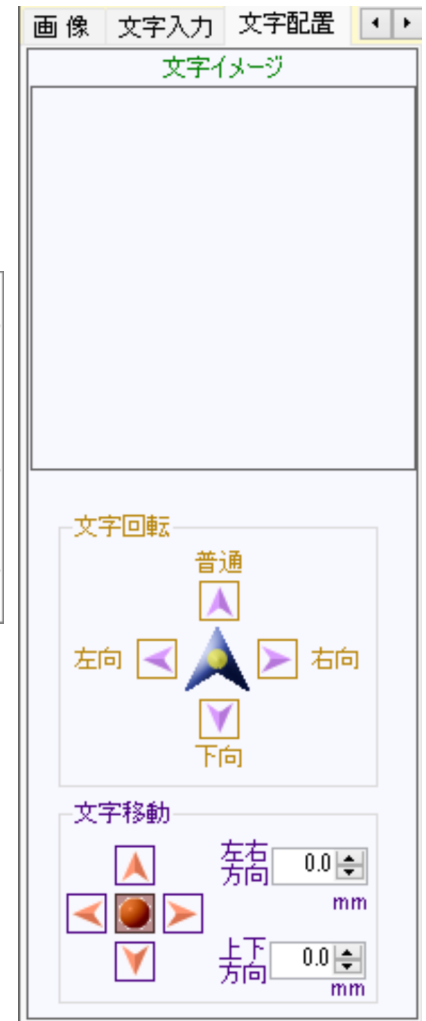 画像 文字入力 文字配置
文字イメージ
文字回転
普通
左向 右向
下向
文字移動
左右方向 0.0
mm
上下方向 0.0
mm